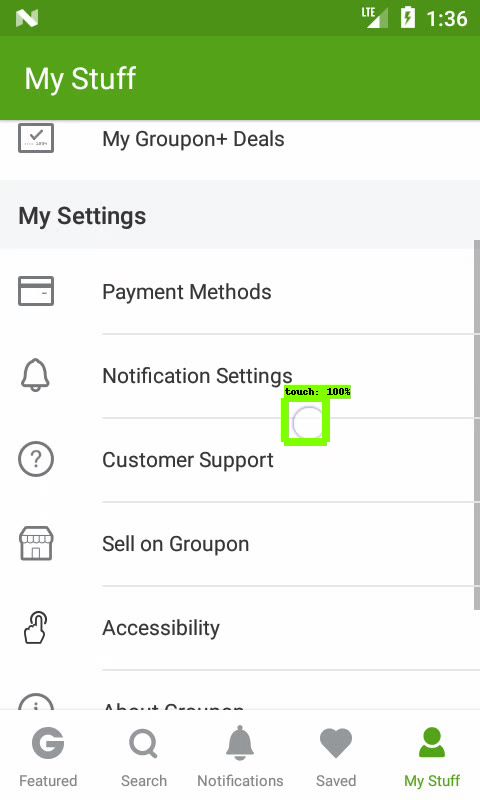 LTE 1:36
My Stuff
My Groupon+ Deals
My Settings
Payment Methods
Notification Settings
touch: 100%
Customer Support
Sell on Groupon
Accessibility
About Groupon
Featured Search Notifications Saved My Stuff